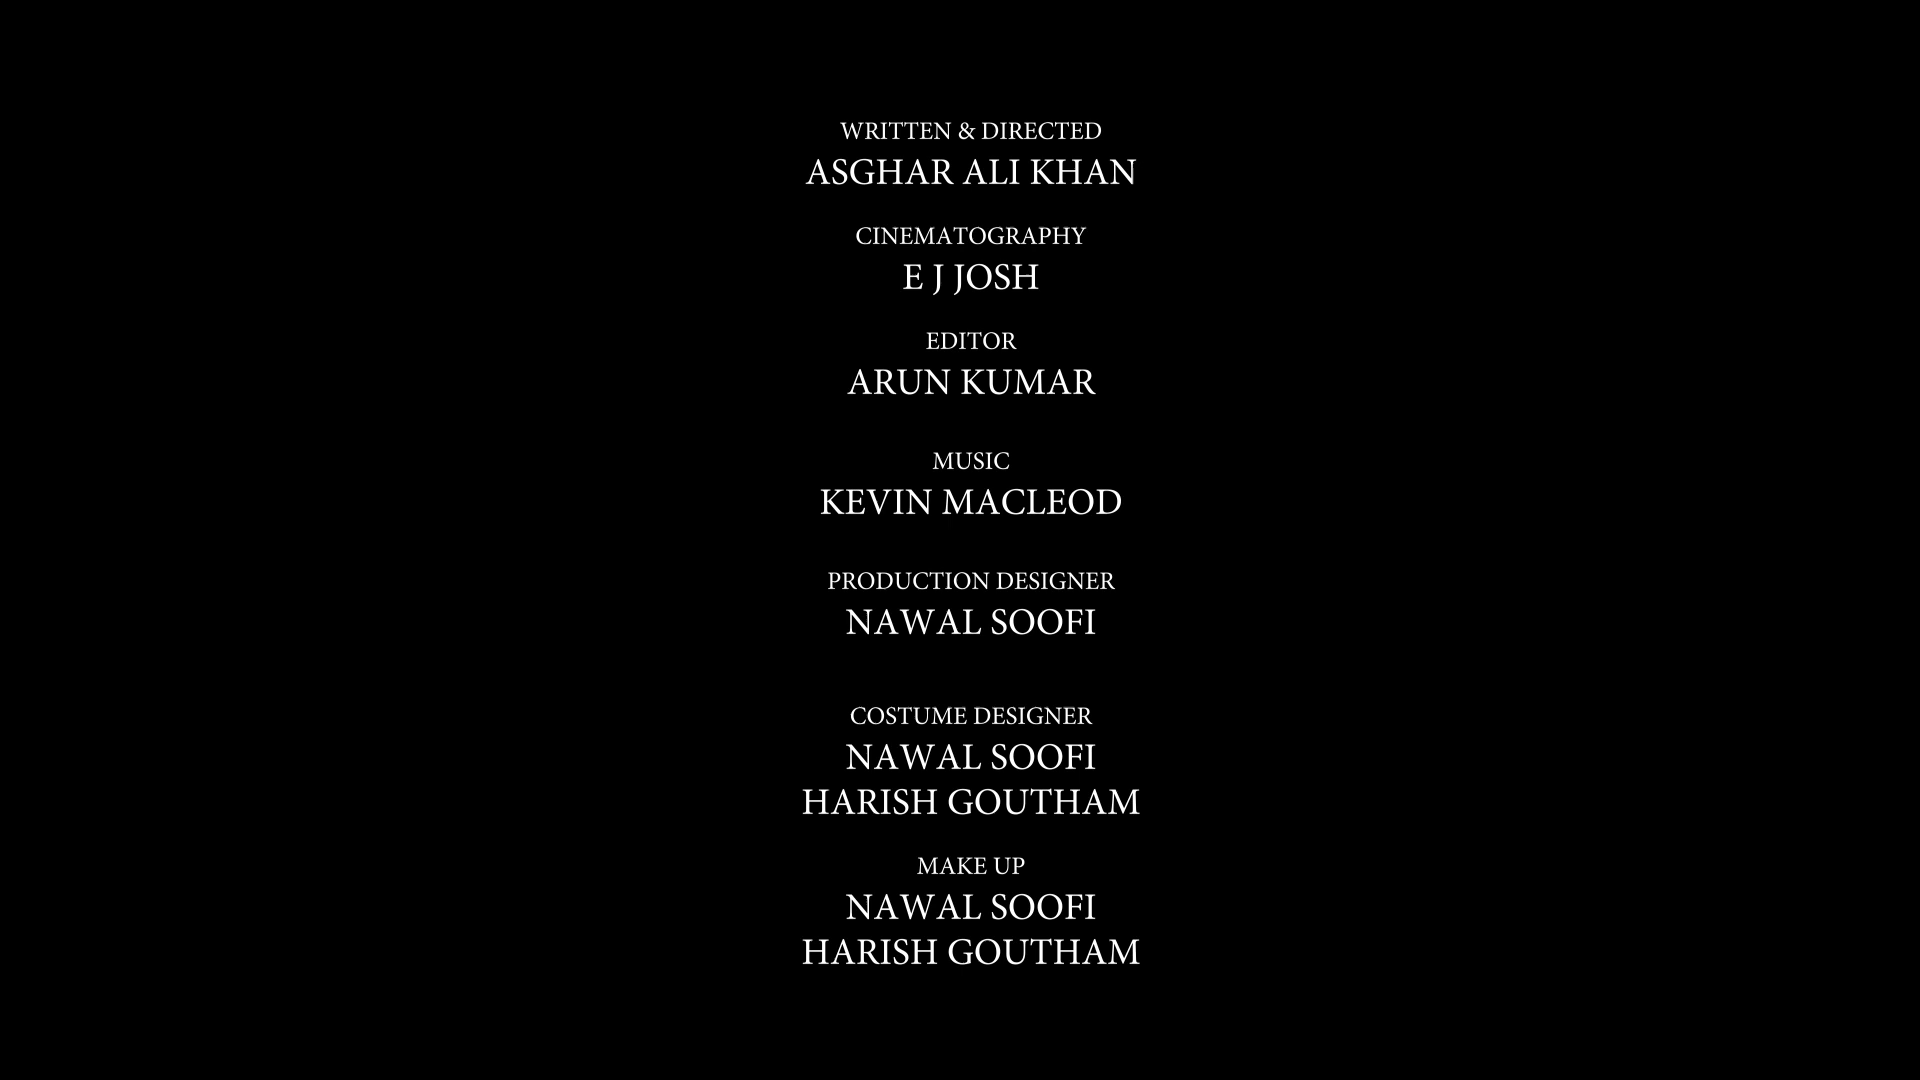 WRITTEN & DIRECTED
ASGHAR ALI KHAN
CINEMATOGRAPHY
E J JOSH
EDITOR
ARUN KUMAR
MUSIC
KEVIN MACLEOD
PRODUCTION DESIGNER
NAWAL SOOFI
COSTUME DESIGNER
NAWAL SOOFI
HARISH GOUTHAM
MAKE UP
NAWAL SOOFI
HARISH GOUTHAM